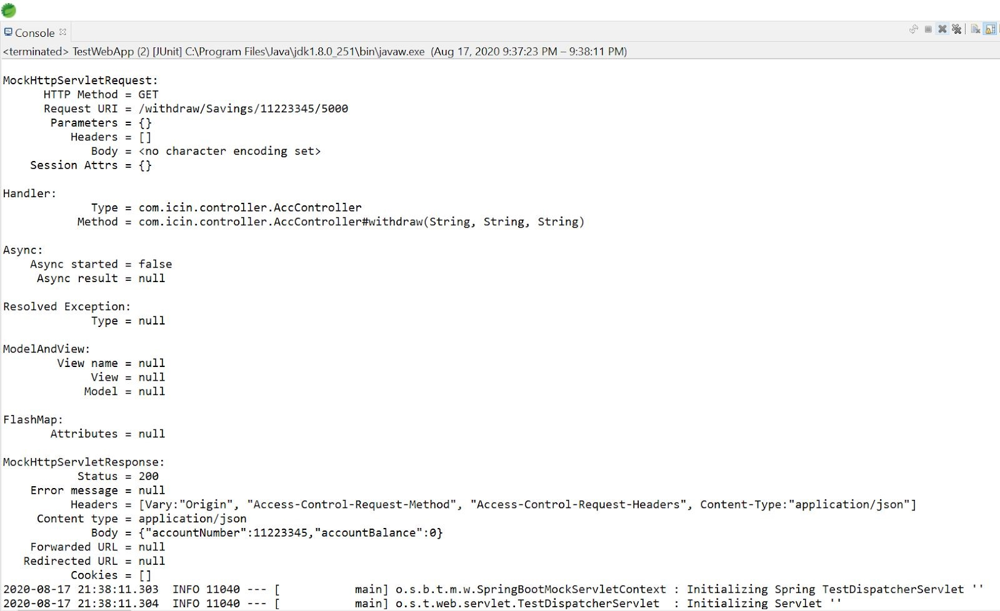 Console
<terminated> TestWebApp (2) [JUnit] C:\Program Files\Java\jdk1.8.0_251\bin\javaw.exe (Aug 17, 2020 9:37:23 PM – 9:38:11 PM)
MockHttpServletRequest:
HTTP Method = GET
Request URI = /withdraw/Savings/11223345/5000
Parameters = {}
Headers = []
Body = <no character encoding set>
Session Attrs = {}
Handler:
Type = com.icin.controller.AccController
Method = com.icin.controller.AccController#withdraw(String, String, String)
Async:
Async started = false
Async result = null
Resolved Exception:
Type = null
ModelAndView:
View name = null
View = null
Model = null
FlashMap:
Attributes = null
MockHttpServletResponse:
Status = 200
Error message = null
Headers = [Vary:"Origin", "Access-Control-Request-Method", "Access-Control-Request-Headers", Content-Type:"application/json"]
Content type = application/json
Body = {"accountNumber":11223345,"accountBalance":0}
Forwarded URL = null
Redirected URL = null
Cookies = []
2020-08-17 21:38:11.303  INFO 11040 --- [           main] o.s.b.t.m.w.SpringBootMockServletContext : Initializing Spring TestDispatcherServlet ''
2020-08-17 21:38:11.304  INFO 11040 --- [           main] o.s.t.web.servlet.TestDispatcherServlet  : Initializing Servlet ''